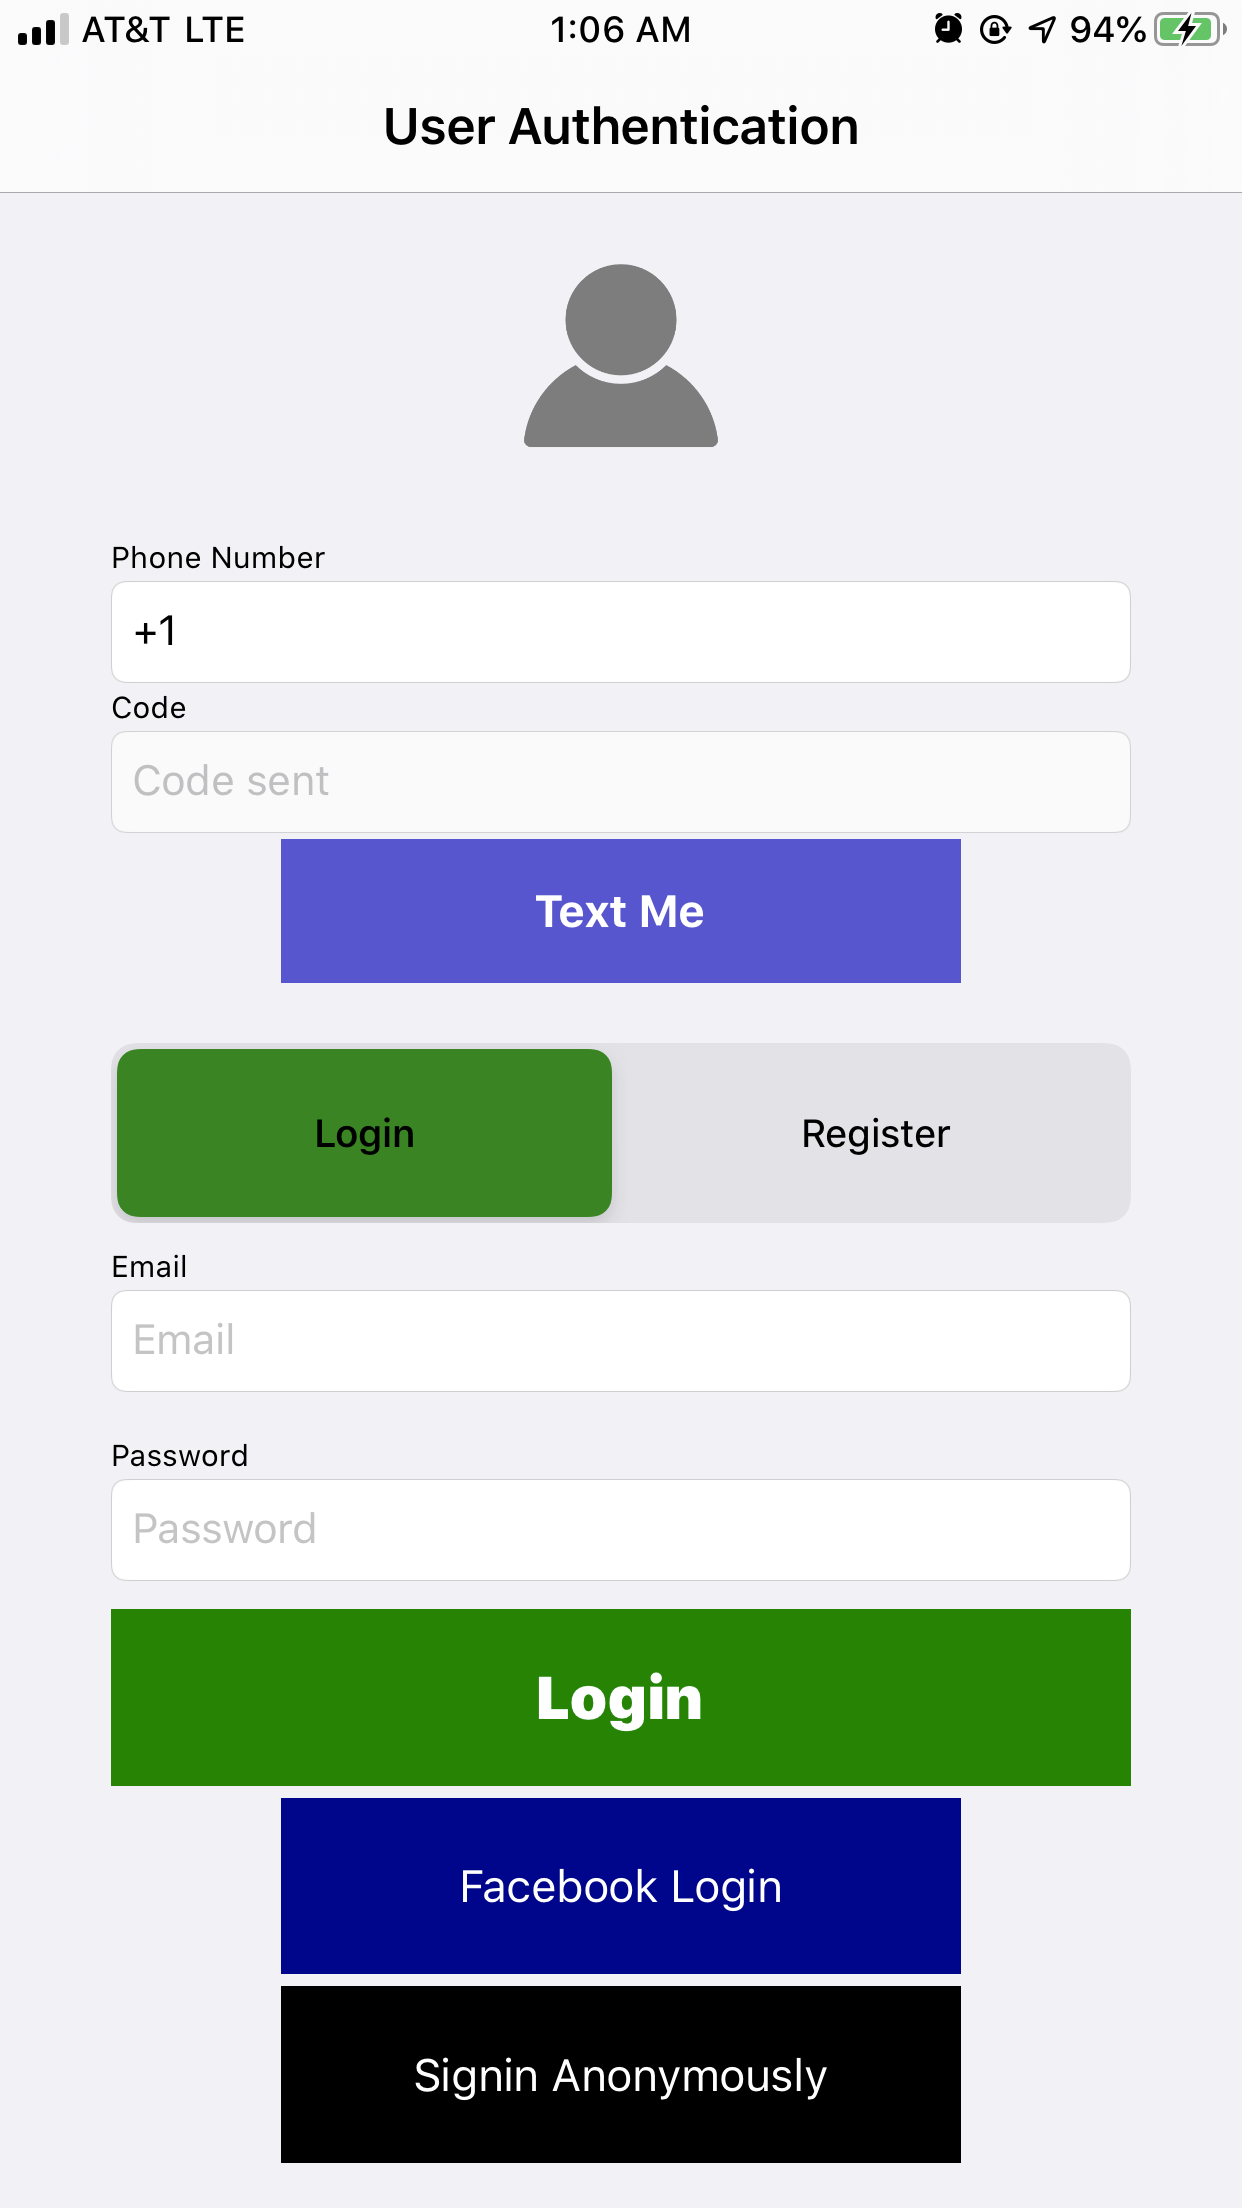 AT&T LTE 1:06 AM 94%
User Authentication
Phone Number
+1
Code
Code sent
Text Me
Login Register
Email
Email
Password
Password
Login
Facebook Login
Signin Anonymously